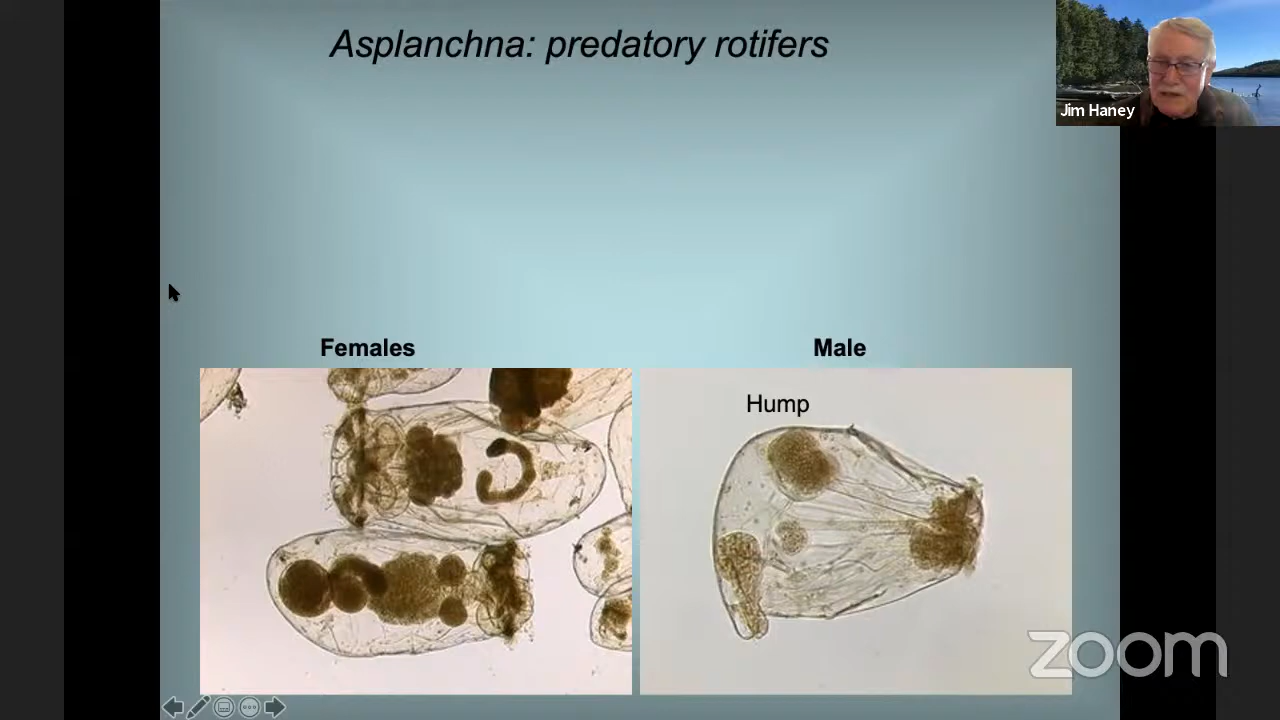 Asplanchna: predatory rotifers
Jim Haney
Females
Male
Hump
zoom